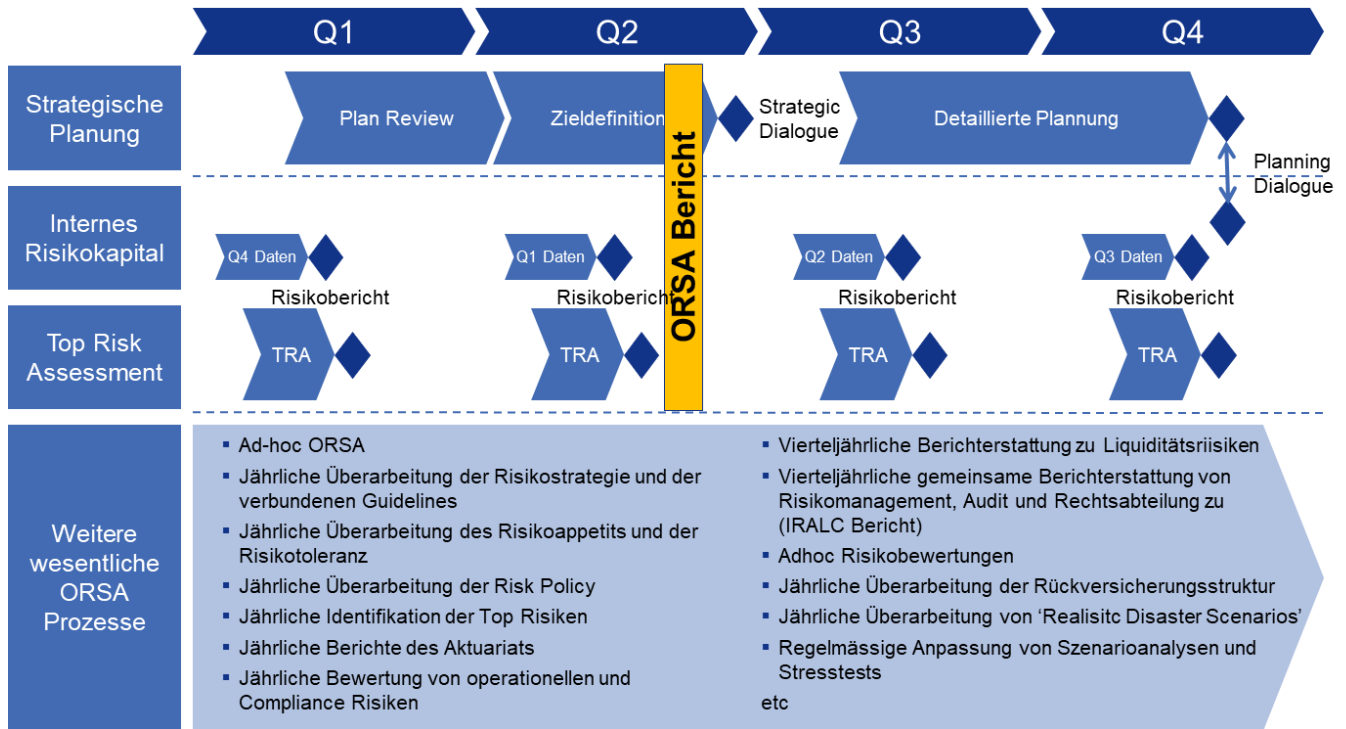 Q1
Q2
Q3
Q4
Strategische
Planung
Plan Review
Zieldefinition
Strategic
Dialogue
Detaillierte Plannung
Planning
Dialogue
ORSA Bericht
Internes
Risikokapital
Q4 Daten
Q1 Daten
Q2 Daten
Q3 Daten
Risikobericht
Risikobericht
Risikobericht
Risikobericht
Top Risk
Assessment
TRA
TRA
TRA
TRA
Weitere
wesentliche
ORSA
Prozesse
▪ Ad-hoc ORSA
▪ Jährliche Überarbeitung der Risikostrategie und der
verbundenen Guidelines
▪ Jährliche Überarbeitung des Risikoappetits und der
Risikotoleranz
▪ Jährliche Überarbeitung der Risk Policy
▪ Jährliche Identifikation der Top Risiken
▪ Jährliche Berichte des Aktuariats
▪ Jährliche Bewertung von operationellen und
Compliance Risiken
▪ Vierteljährliche Berichterstattung zu Liquiditätsriisiken
▪ Vierteljährliche gemeinsame Berichterstattung von
Risikomanagement, Audit und Rechtsabteilung zu
(IRALC Bericht)
▪ Adhoc Risikobewertungen
▪ Jährliche Überarbeitung der Rückversicherungsstruktur
▪ Jährliche Überarbeitung von ‘Realisitc Disaster Scenarios’
▪ Regelmässige Anpassung von Szenarioanalysen und
Stresstests
etc